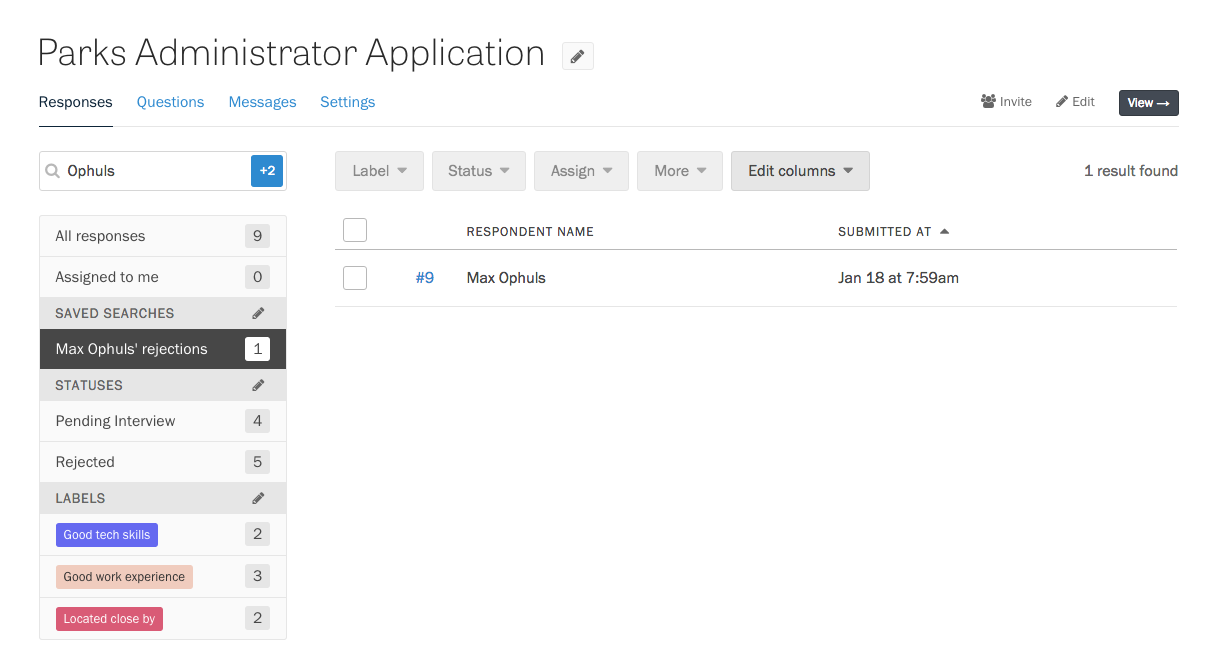 Parks Administrator Application
Responses Questions Messages Settings Invite Edit View →
Ophuls +2 Label Status Assign More Edit columns 1 result found
All responses 9
Assigned to me 0
SAVED SEARCHES
Max Ophuls' rejections 1
STATUSES
Pending Interview 4
Rejected 5
LABELS
Good tech skills 2
Good work experience 3
Located close by 2
RESPONDENT NAME SUBMITTED AT
#9 Max Ophuls Jan 18 at 7:59am